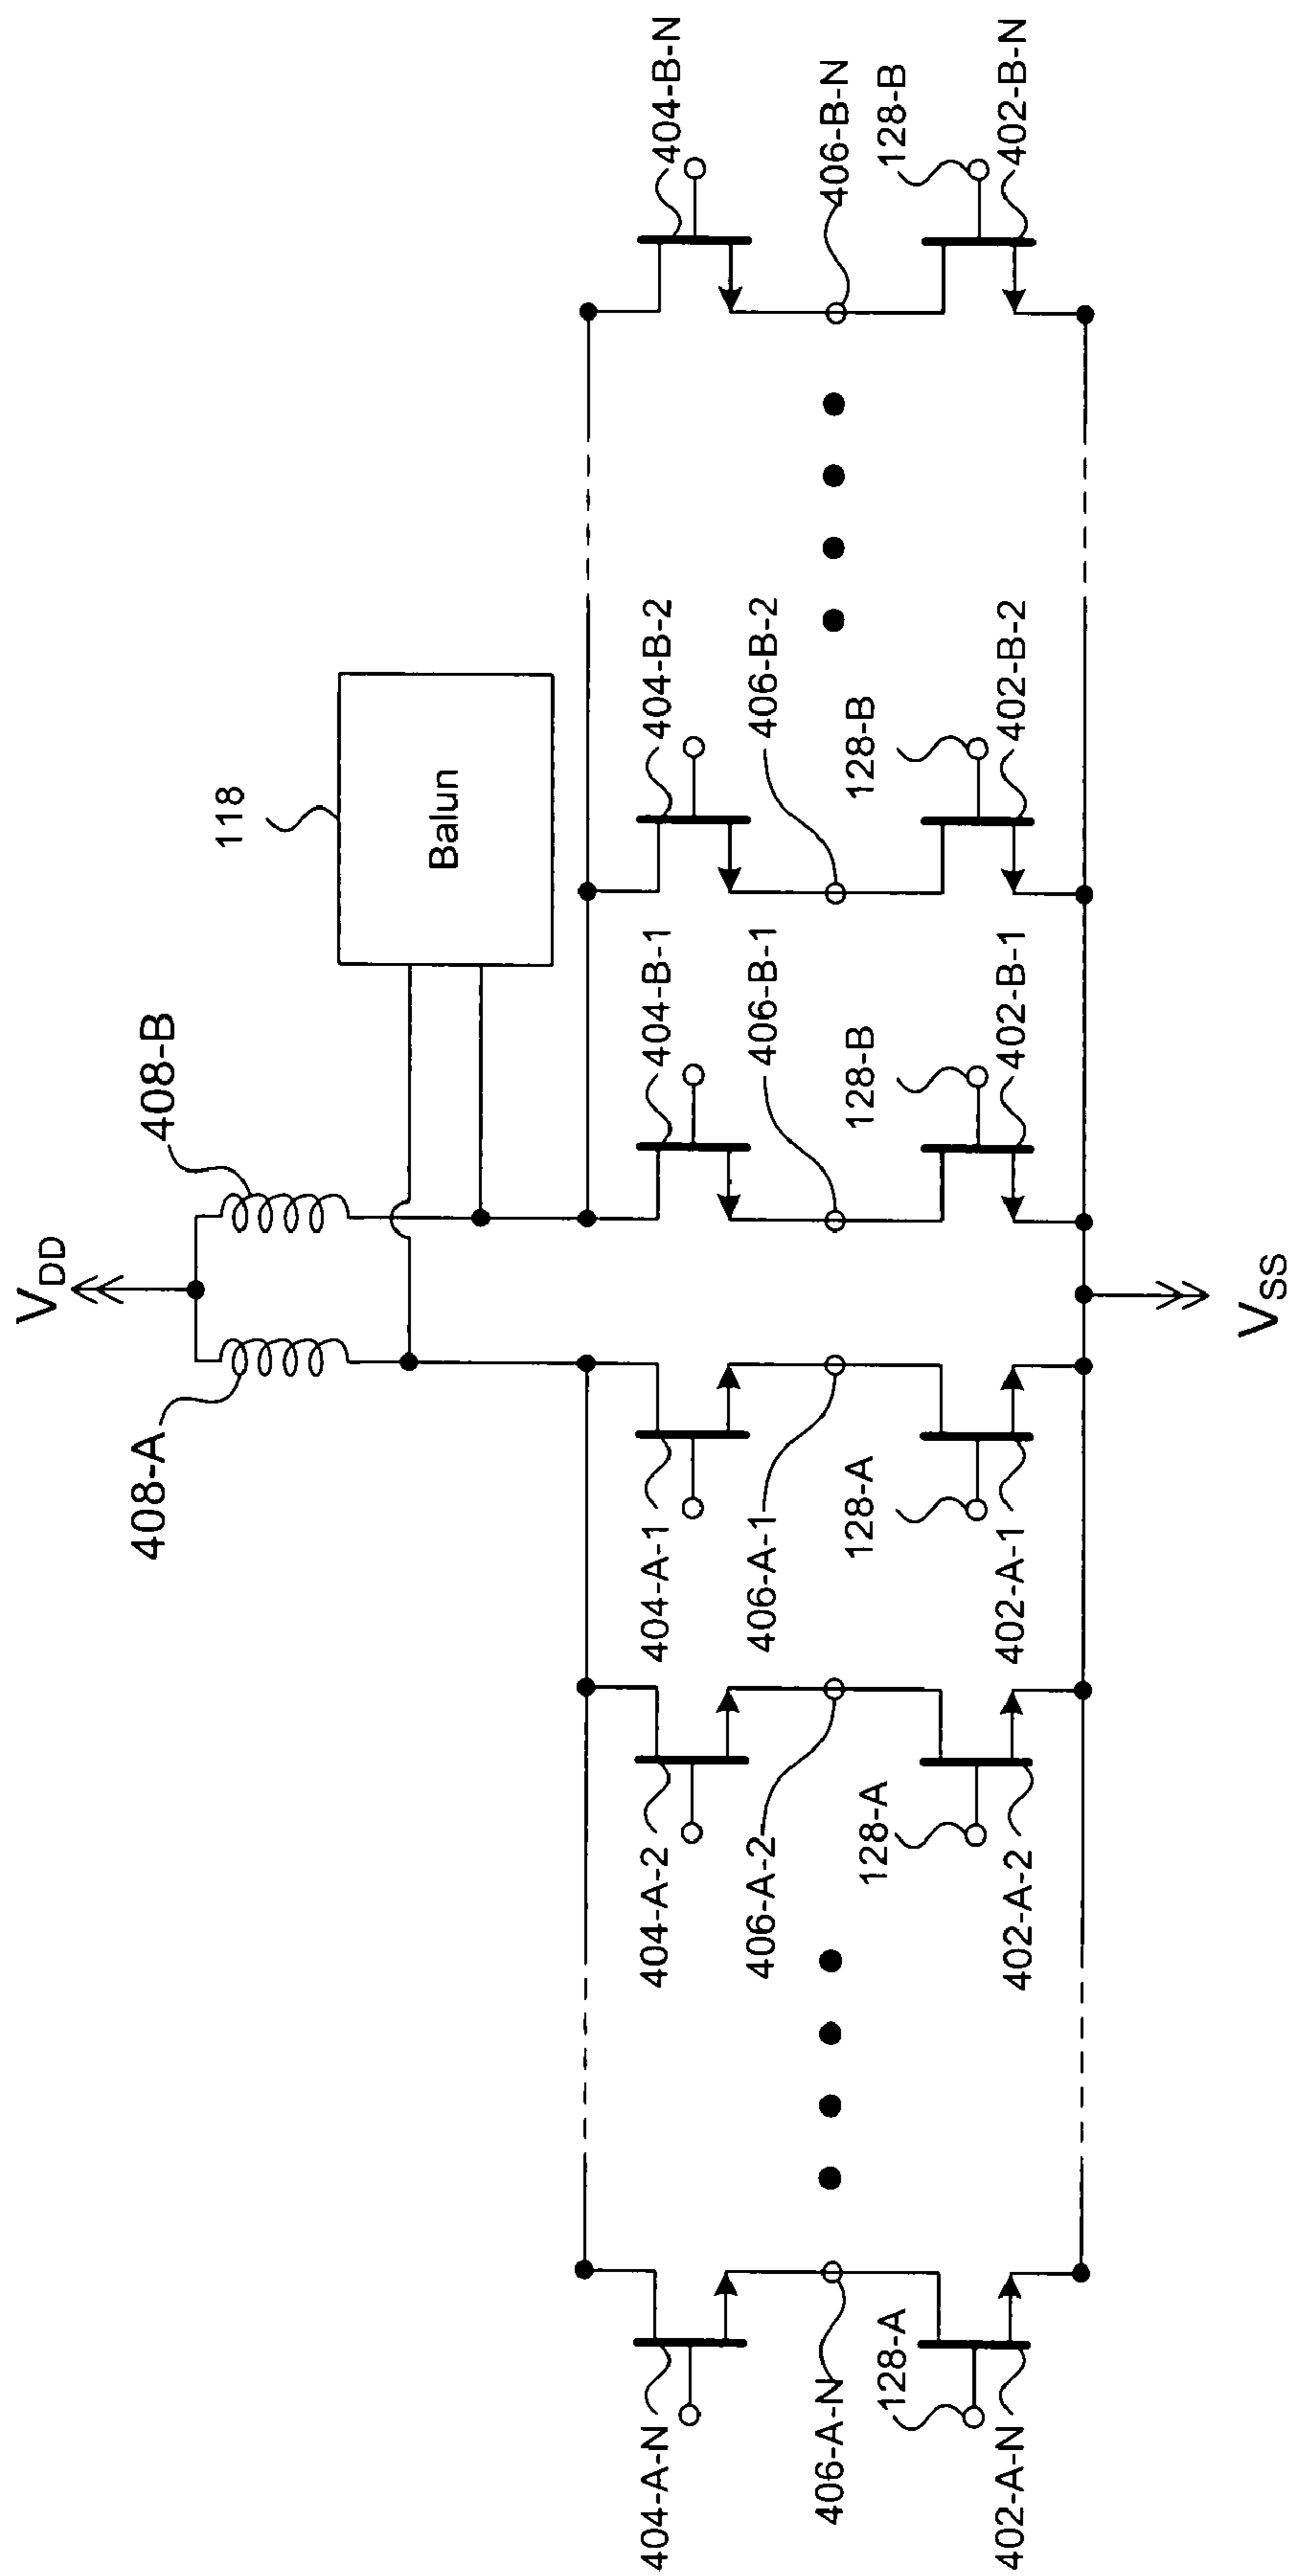 V_DD
408-A
408-B
118
Balun
404-A-N
404-A-2
404-A-1
404-B-1
404-B-2
404-B-N
406-A-N
406-A-2
406-A-1
406-B-1
406-B-2
406-B-N
128-A
128-A
128-A
128-B
128-B
128-B
402-A-N
402-A-2
402-A-1
402-B-1
402-B-2
402-B-N
V_SS